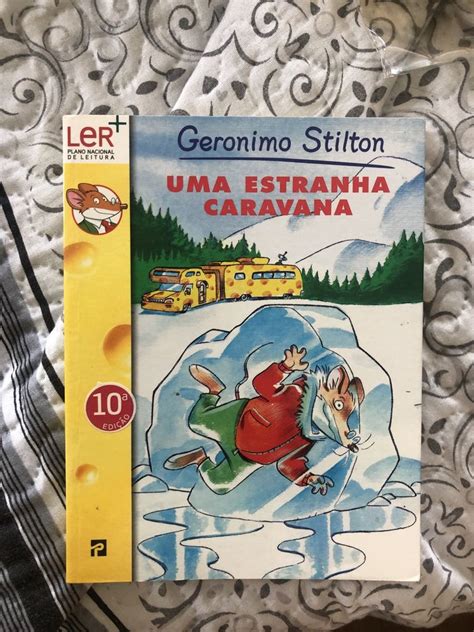 LeR+
PLANO NACIONAL
DE LEITURA
Geronimo Stilton
UMA ESTRANHA
CARAVANA
10ª
EDIÇÃO